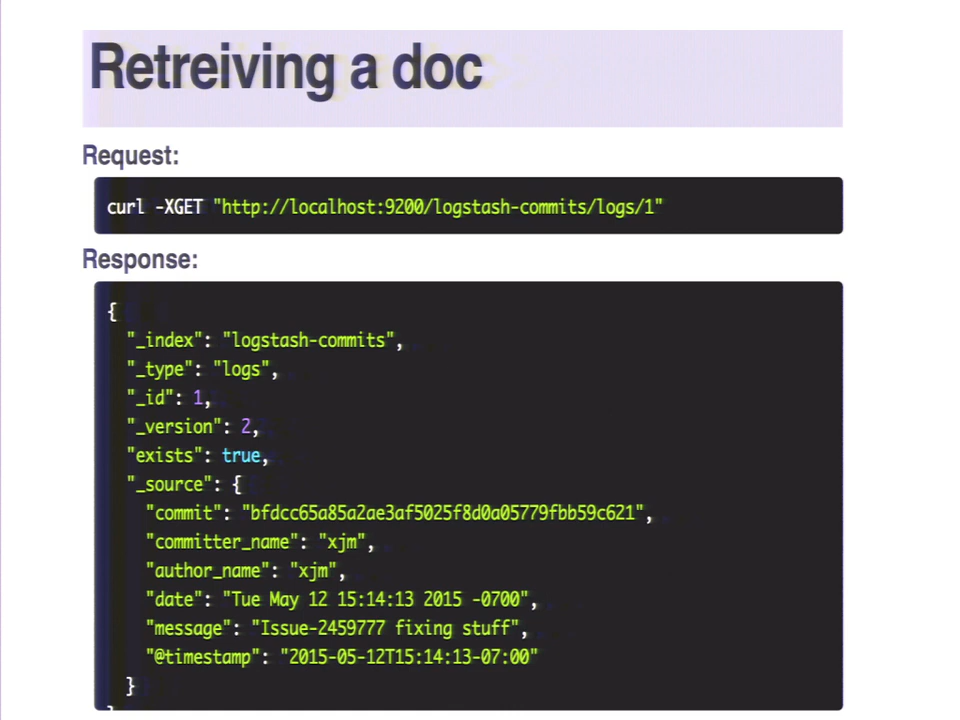 Retreiving a doc
Request:
curl -XGET "http://localhost:9200/logstash-commits/logs/1"
Response:
{
"_index": "logstash-commits",
"_type": "logs",
"_id": 1,
"_version": 2,
"exists": true,
"_source": {
"commit": "bfdcc65a85a2ae3af5025f8d0a05779fbb59c621",
"committer_name": "xjm",
"author_name": "xjm",
"date": "Tue May 12 15:14:13 2015 -0700",
"message": "Issue-2459777 fixing stuff",
"@timestamp": "2015-05-12T15:14:13-07:00"
}
}